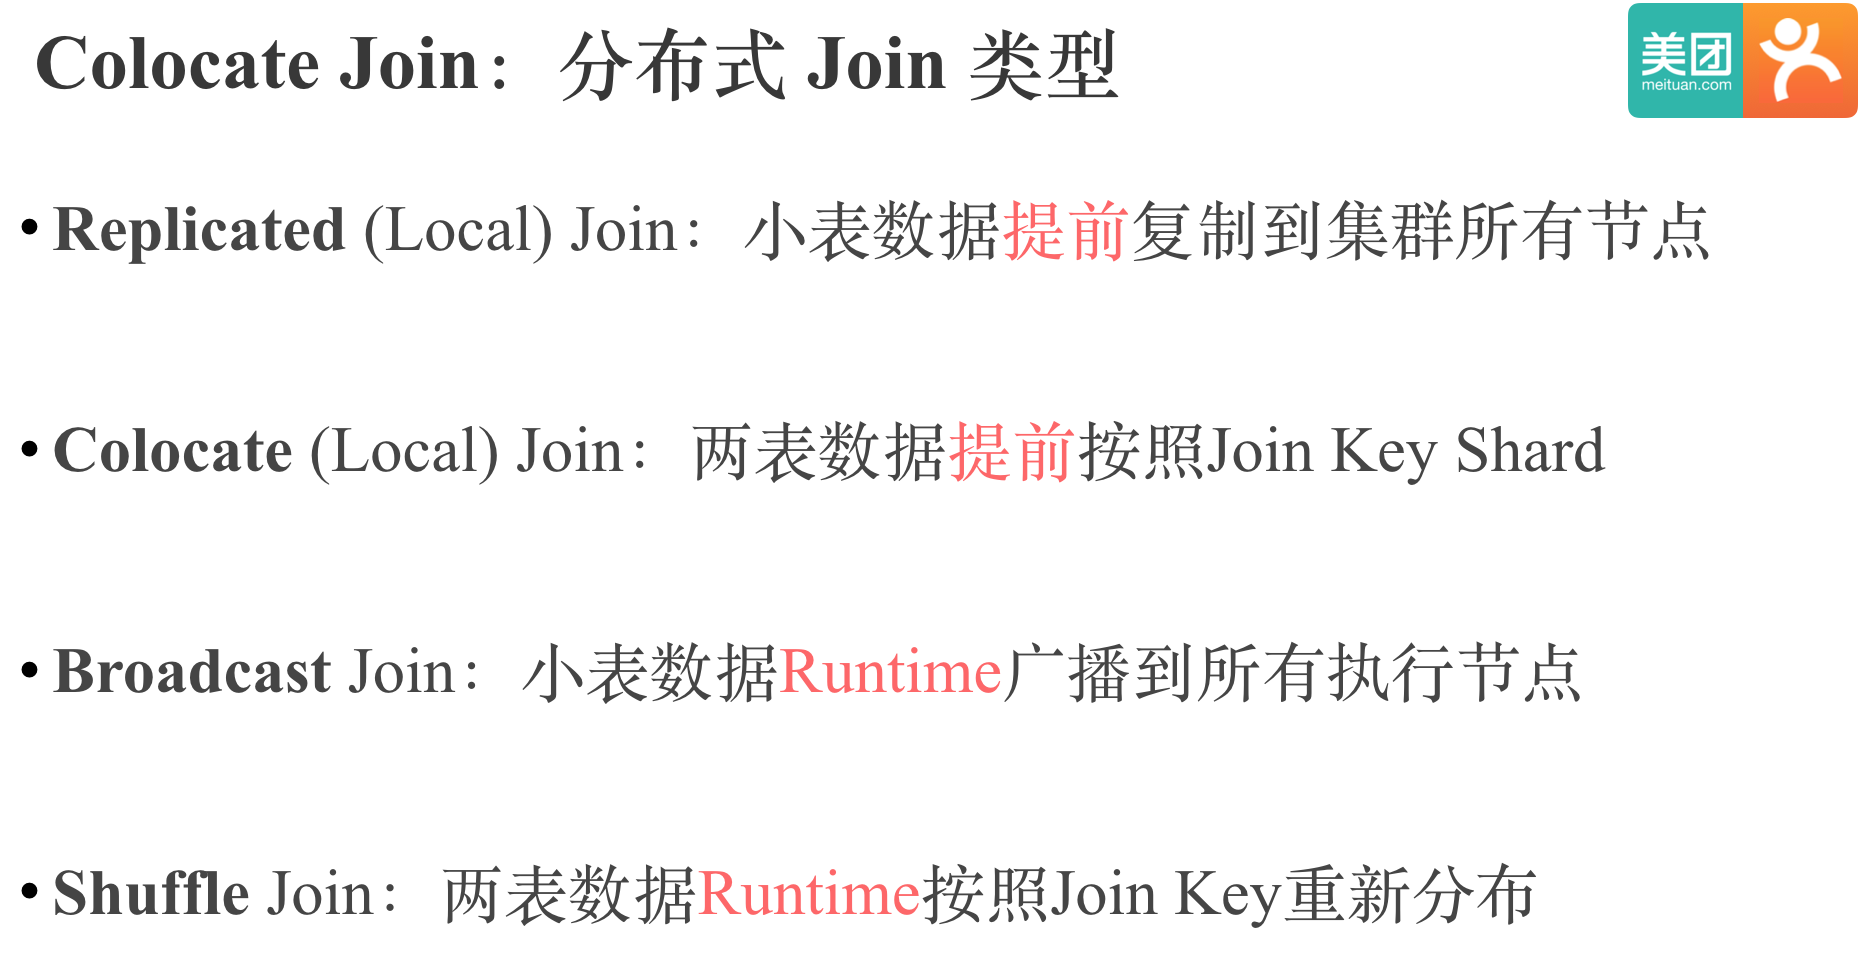 Colocate Join：分布式 Join 类型
美团
meituan.com
• Replicated (Local) Join：小表数据提前复制到集群所有节点
• Colocate (Local) Join：两表数据提前按照Join Key Shard
• Broadcast Join：小表数据Runtime广播到所有执行节点
• Shuffle Join：两表数据Runtime按照Join Key重新分布